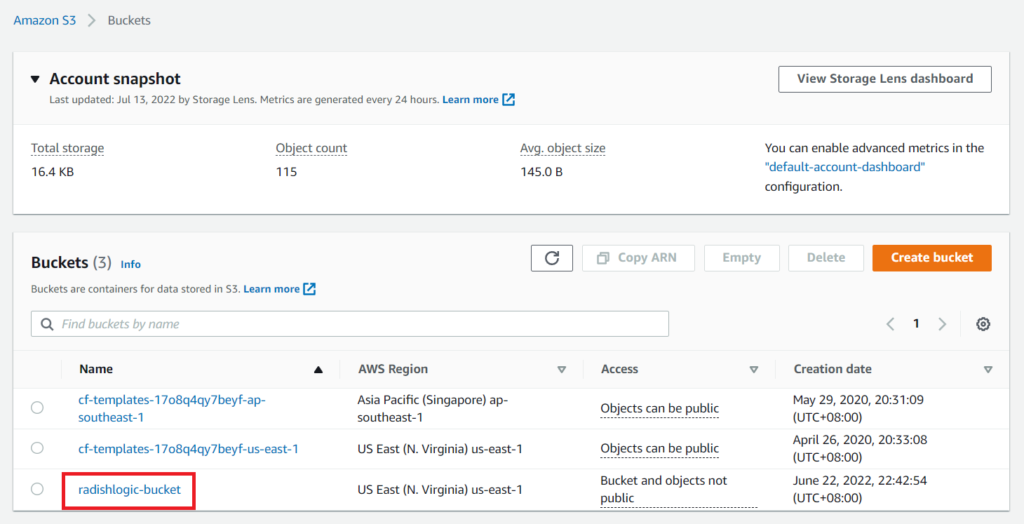 Amazon S3 > Buckets
Account snapshot
View Storage Lens dashboard
Last updated: Jul 13, 2022 by Storage Lens. Metrics are generated every 24 hours. Learn more
Total storage
Object count
Avg. object size
You can enable advanced metrics in the
"default-account-dashboard"
configuration.
16.4 KB
115
145.0 B
Buckets (3) Info
Copy ARN
Empty
Delete
Create bucket
Buckets are containers for data stored in S3. Learn more
Find buckets by name
1
Name
AWS Region
Access
Creation date
cf-templates-17o8q4qy7beyf-ap-
southeast-1
Asia Pacific (Singapore) ap-
southeast-1
Objects can be public
May 29, 2020, 20:31:09
(UTC+08:00)
cf-templates-17o8q4qy7beyf-us-east-1
US East (N. Virginia) us-east-1
Objects can be public
April 26, 2020, 20:33:08
(UTC+08:00)
radishlogic-bucket
US East (N. Virginia) us-east-1
Bucket and objects not
public
June 22, 2022, 22:42:54
(UTC+08:00)